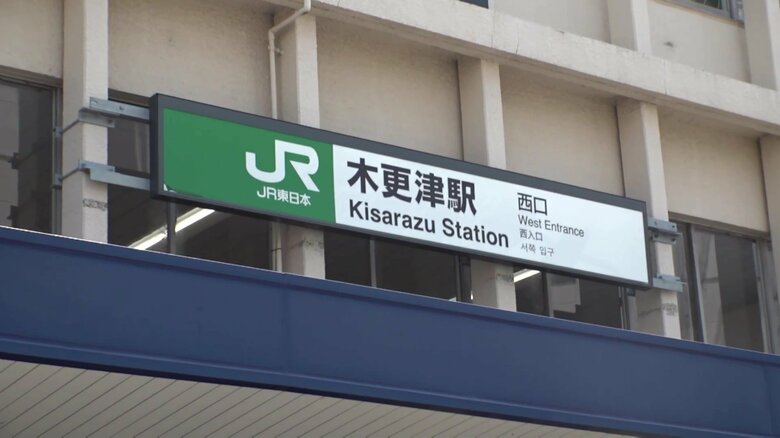 JR
JR東日本
木更津駅
Kisarazu Station
西口
West Entrance
西入口
서쪽 입구